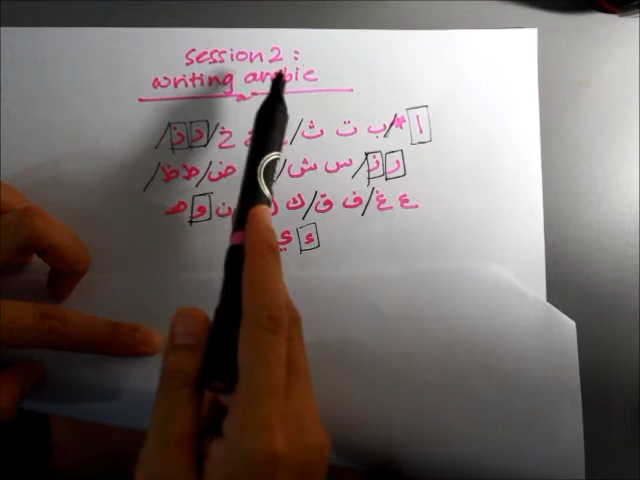 session 2 :
writing arabic
ا * / ب ت ث / خ / د ذ /
ر ز / س ش / ض / ط ظ /
ع غ / ف ق / ك ن و ه
ء ي